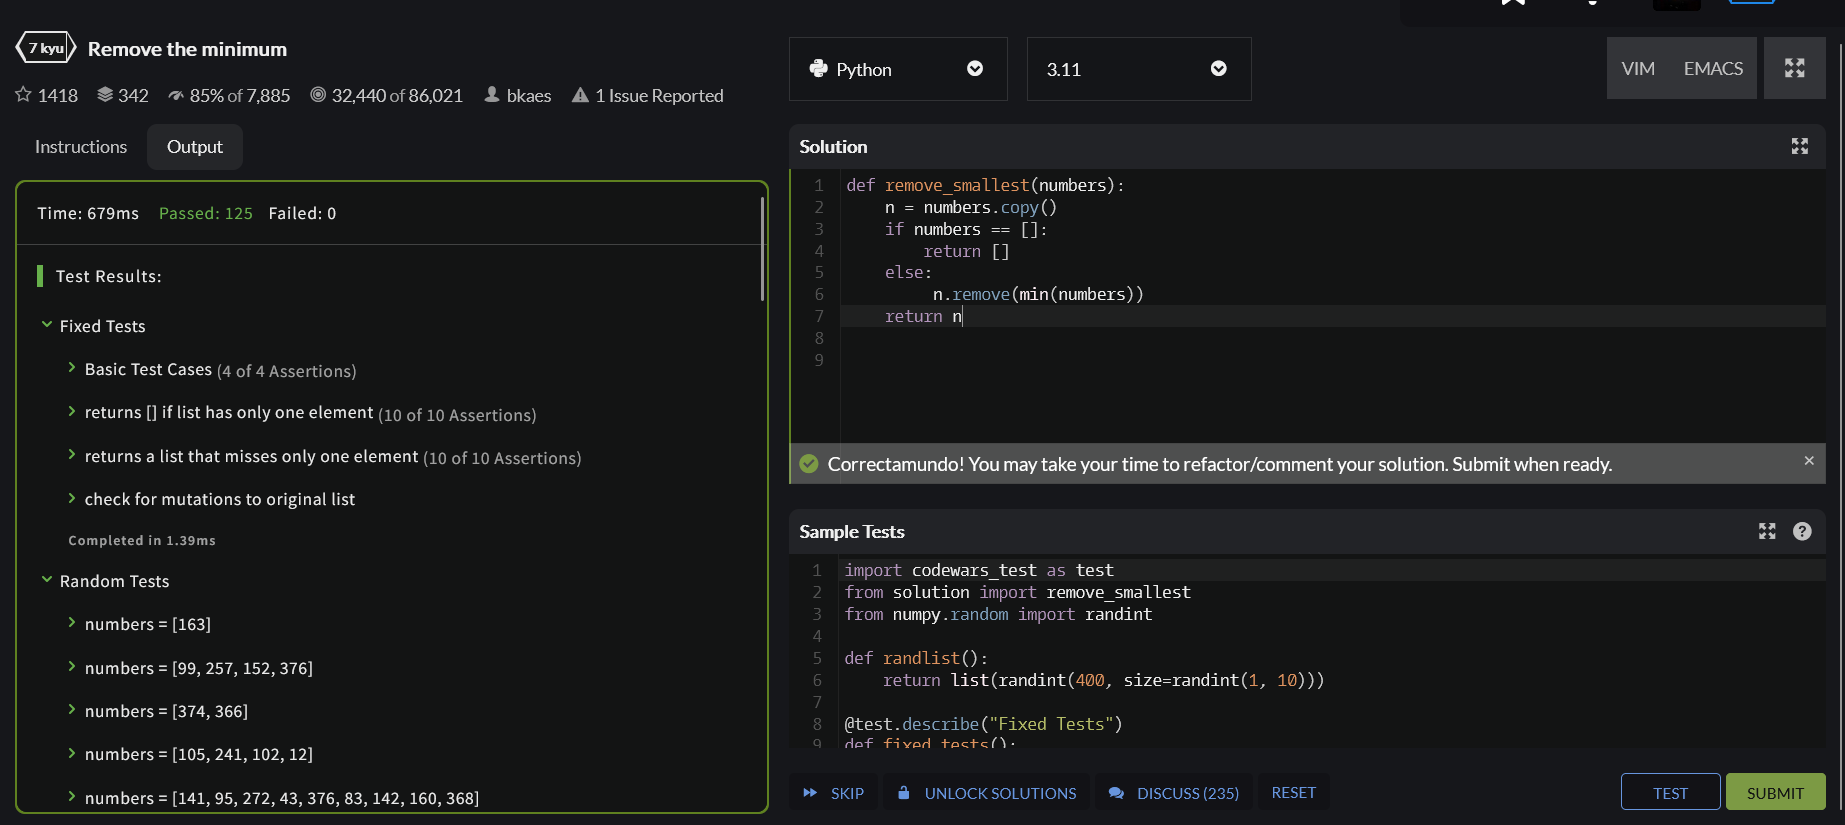 7 kyu Remove the minimum
1418 342 85% of 7,885 32,440 of 86,021 bkaes 1 Issue Reported
Instructions Output
Time: 679ms Passed: 125 Failed: 0
Test Results:
Fixed Tests
Basic Test Cases (4 of 4 Assertions)
returns [] if list has only one element (10 of 10 Assertions)
returns a list that misses only one element (10 of 10 Assertions)
check for mutations to original list
Completed in 1.39ms
Random Tests
numbers = [163]
numbers = [99, 257, 152, 376]
numbers = [374, 366]
numbers = [105, 241, 102, 12]
numbers = [141, 95, 272, 43, 376, 83, 142, 160, 368]
Python 3.11 VIM EMACS
Solution
1 def remove_smallest(numbers):
2 n = numbers.copy()
3 if numbers == []:
4 return []
5 else:
6 n.remove(min(numbers))
7 return n
8
9
Correctamundo! You may take your time to refactor/comment your solution. Submit when ready.
Sample Tests
1 import codewars_test as test
2 from solution import remove_smallest
3 from numpy.random import randint
4
5 def randlist():
6 return list(randint(400, size=randint(1, 10)))
7
8 @test.describe("Fixed Tests")
9 def fixed_tests():
SKIP UNLOCK SOLUTIONS DISCUSS (235) RESET TEST SUBMIT